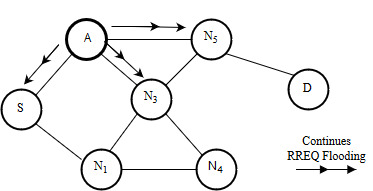 A
N5
D
N3
S
N1
N4
Continues
RREQ Flooding